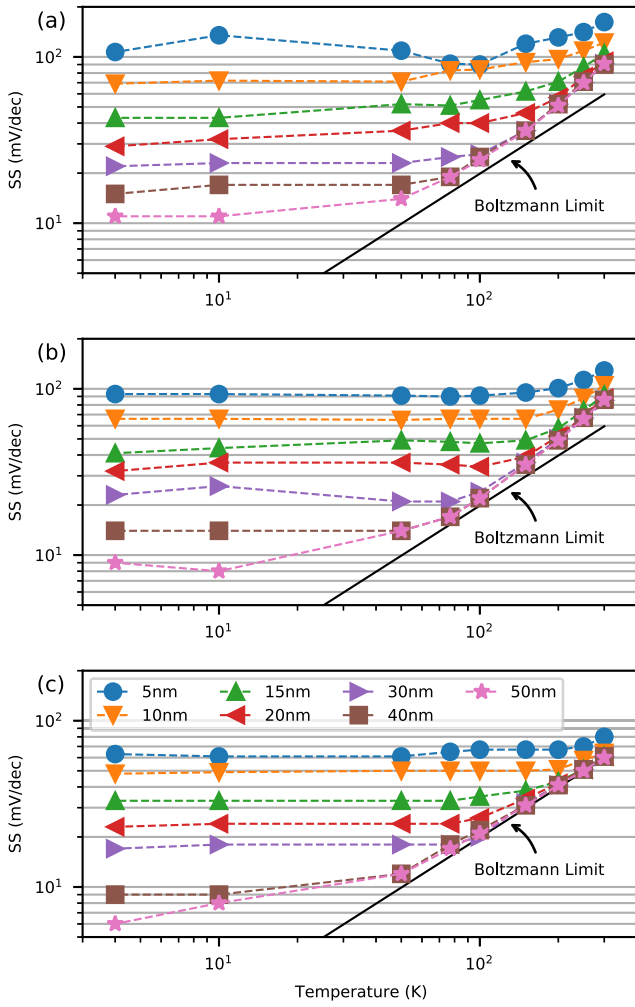 (a)
SS (mV/dec)
10²
10¹
Boltzmann Limit
10¹
10²
(b)
SS (mV/dec)
10²
10¹
Boltzmann Limit
10¹
10²
(c)
5nm 15nm 30nm 50nm
10nm 20nm 40nm
SS (mV/dec)
10²
10¹
Boltzmann Limit
10¹
10²
Temperature (K)